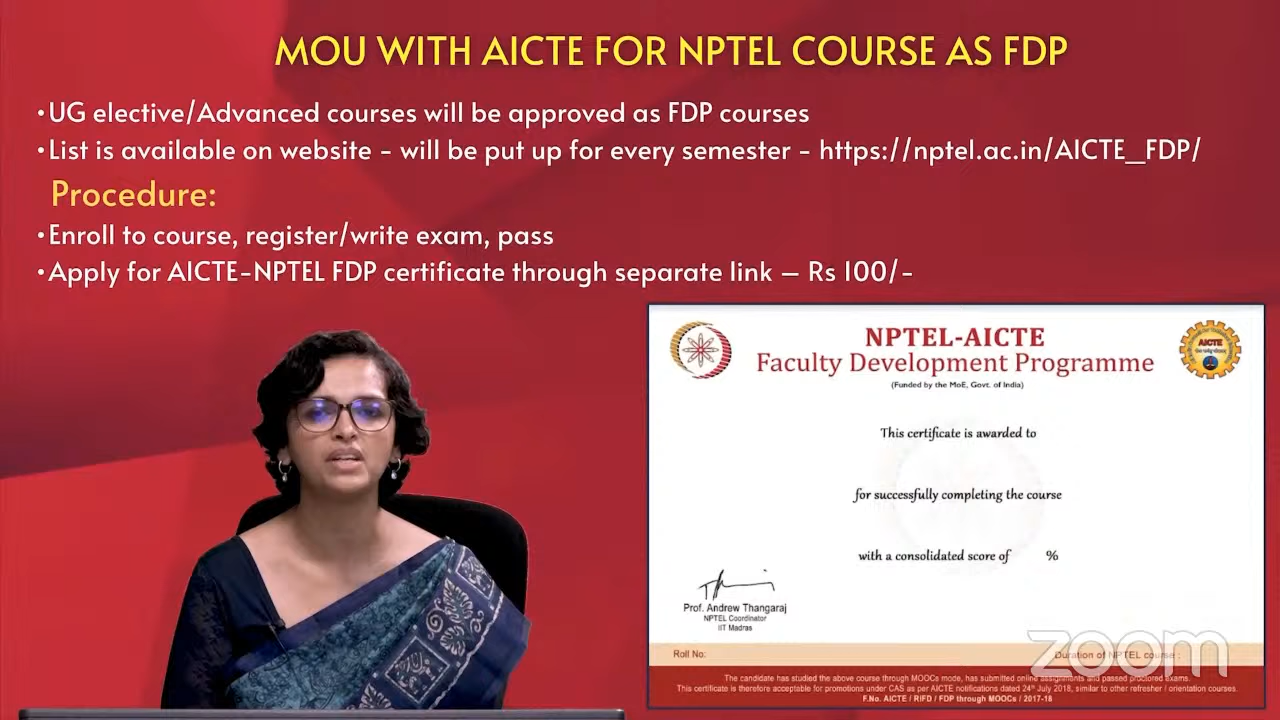 MOU WITH AICTE FOR NPTEL COURSE AS FDP
•UG elective/Advanced courses will be approved as FDP courses
•List is available on website - will be put up for every semester - https://nptel.ac.in/AICTE_FDP/
Procedure:
•Enroll to course, register/write exam, pass
•Apply for AICTE-NPTEL FDP certificate through separate link – Rs 100/-
NPTEL-AICTE
Faculty Development Programme
(Funded by the MoE, Govt. of India)
AICTE
This certificate is awarded to
for successfully completing the course
with a consolidated score of %
Prof. Andrew Thangaraj
NPTEL Coordinator
IIT Madras
Roll No:
Duration of NPTEL course :
zoom
The candidate has studied the above course through MOOCs mode, has submitted online assignments and passed proctored exams.
This certificate is therefore acceptable for promotions under CAS as per AICTE notifications dated 24th July 2018, similar to other refresher / orientation courses.
F.No. AICTE / RIFD / FDP through MOOCs / 2017-18